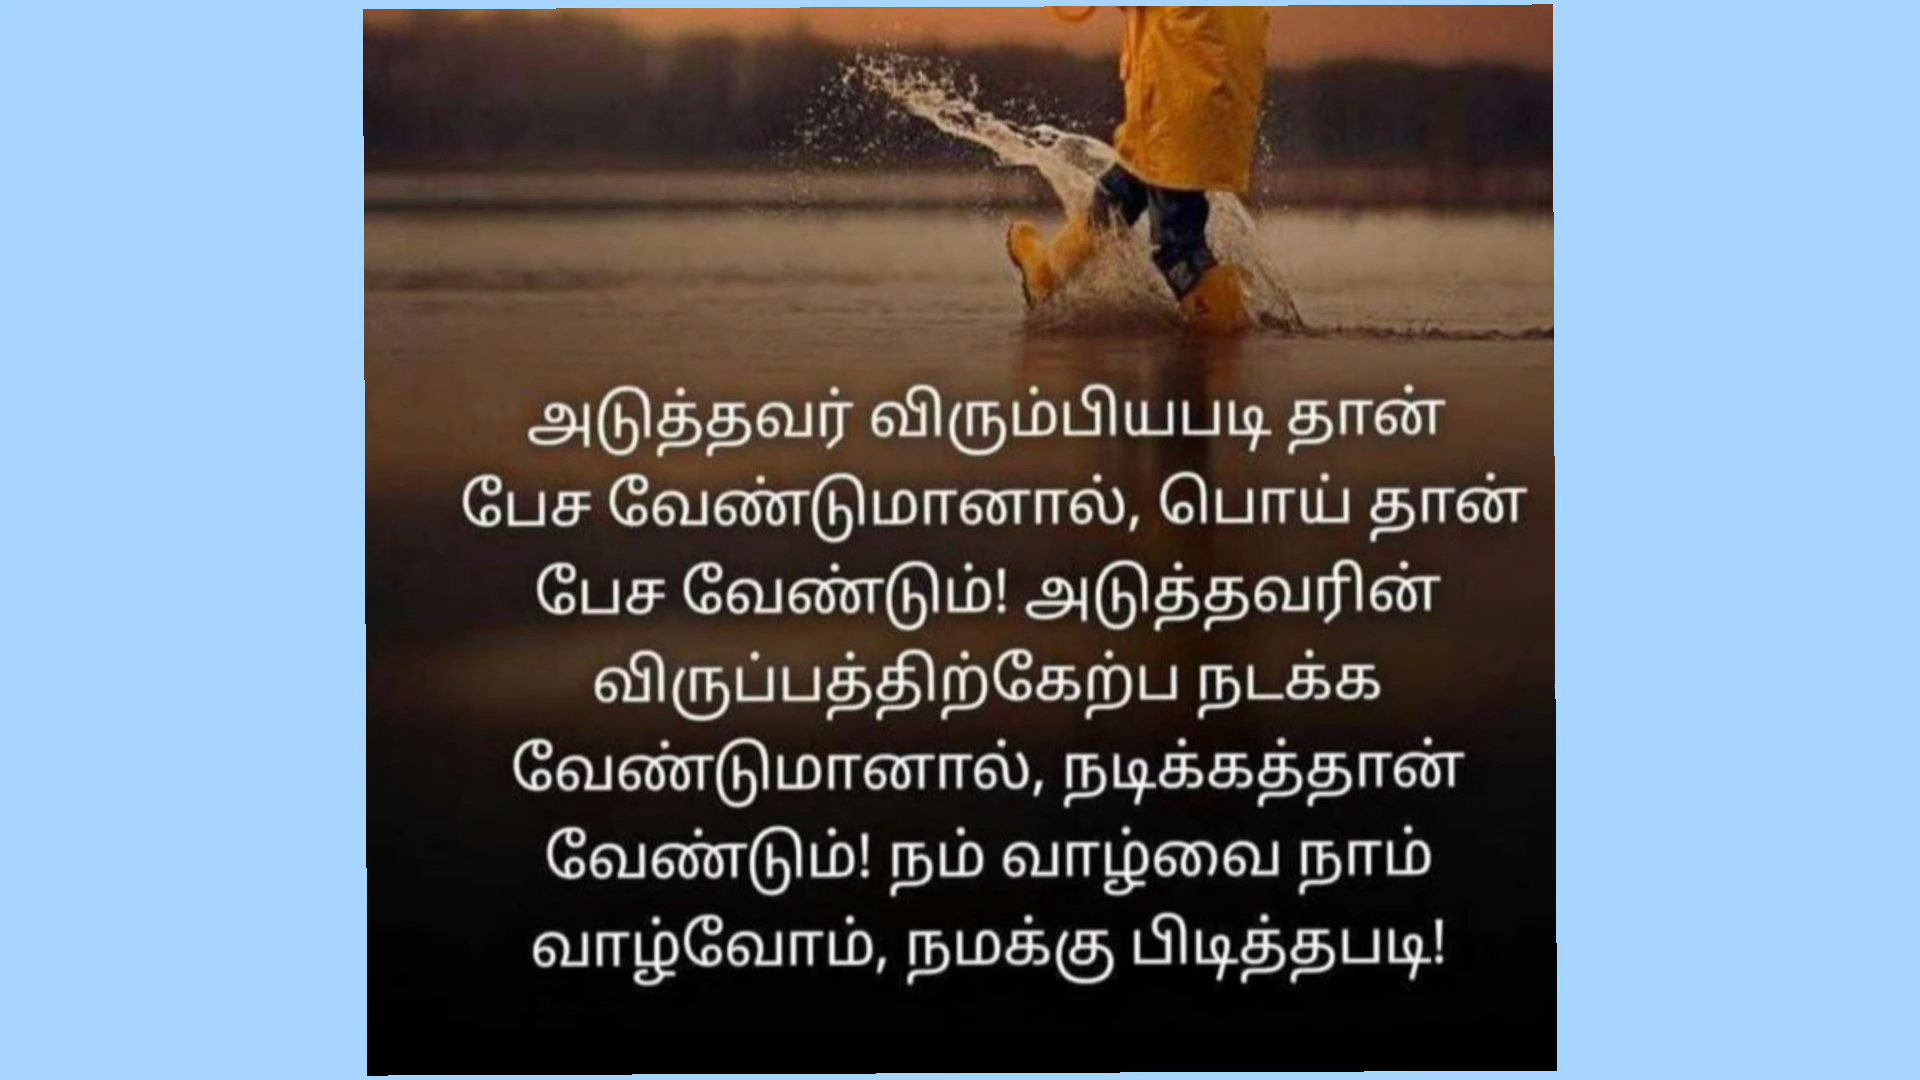 அடுத்தவர் விரும்பியபடி தான்
பேச வேண்டுமானால், பொய் தான்
பேச வேண்டும்! அடுத்தவரின்
விருப்பத்திற்கேற்ப நடக்க
வேண்டுமானால், நடிக்கத்தான்
வேண்டும்! நம் வாழ்வை நாம்
வாழ்வோம், நமக்கு பிடித்தபடி!